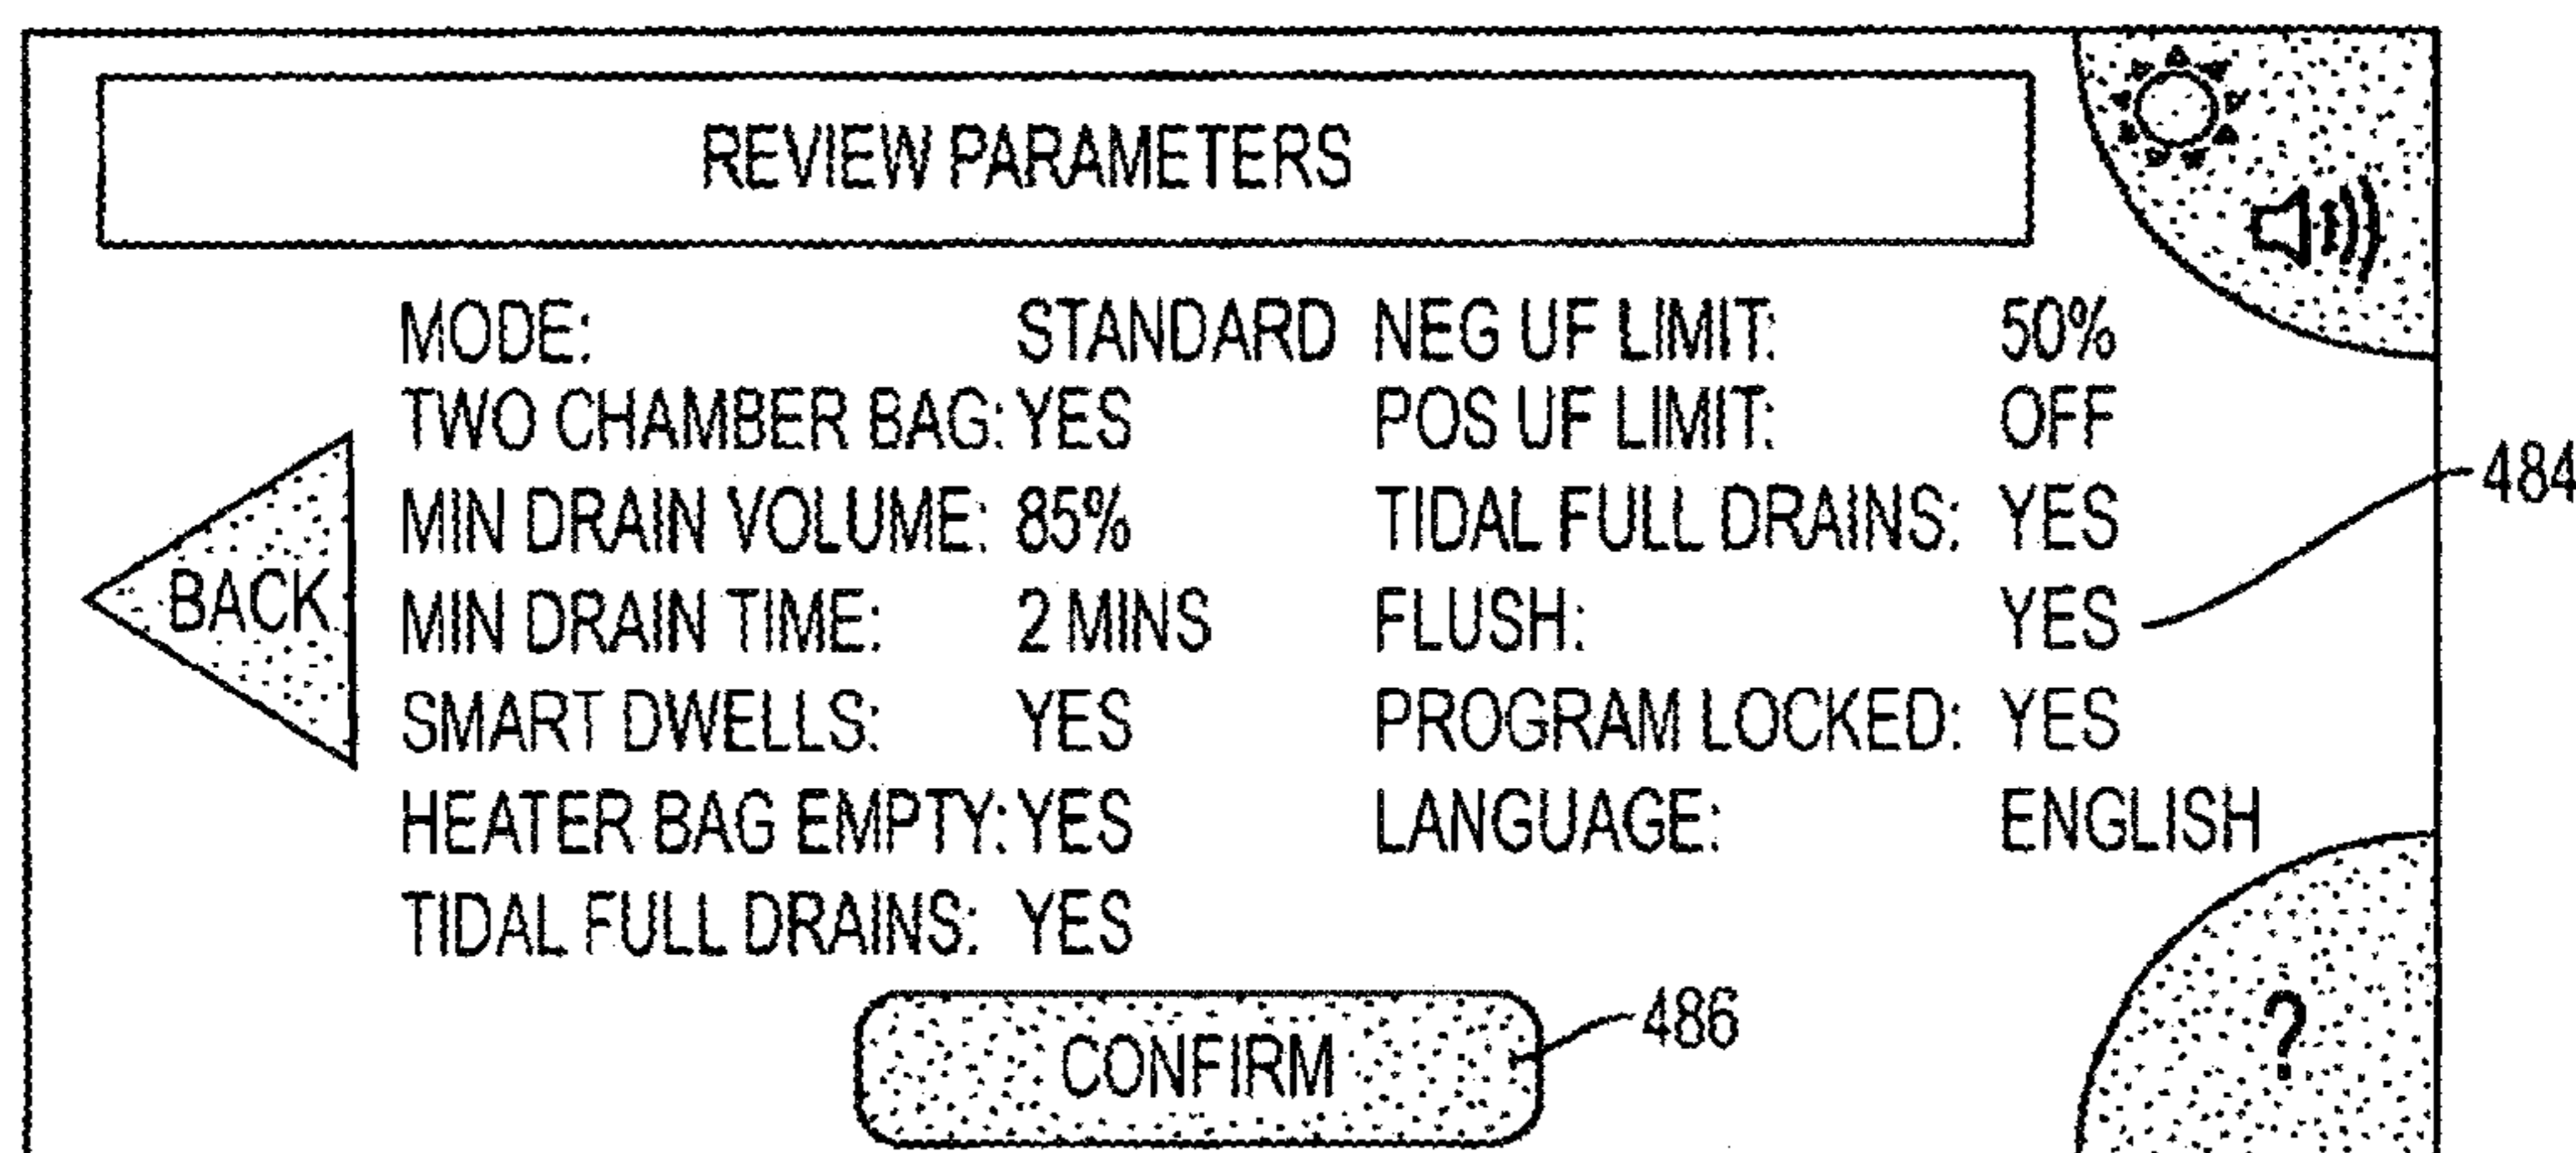 REVIEW PARAMETERS
MODE: STANDARD NEG UF LIMIT: 50%
TWO CHAMBER BAG: YES POS UF LIMIT: OFF
MIN DRAIN VOLUME: 85% TIDAL FULL DRAINS: YES
484
BACK
MIN DRAIN TIME: 2 MINS FLUSH: YES
SMART DWELLS: YES PROGRAM LOCKED: YES
HEATER BAG EMPTY: YES LANGUAGE: ENGLISH
TIDAL FULL DRAINS: YES
CONFIRM
486
?